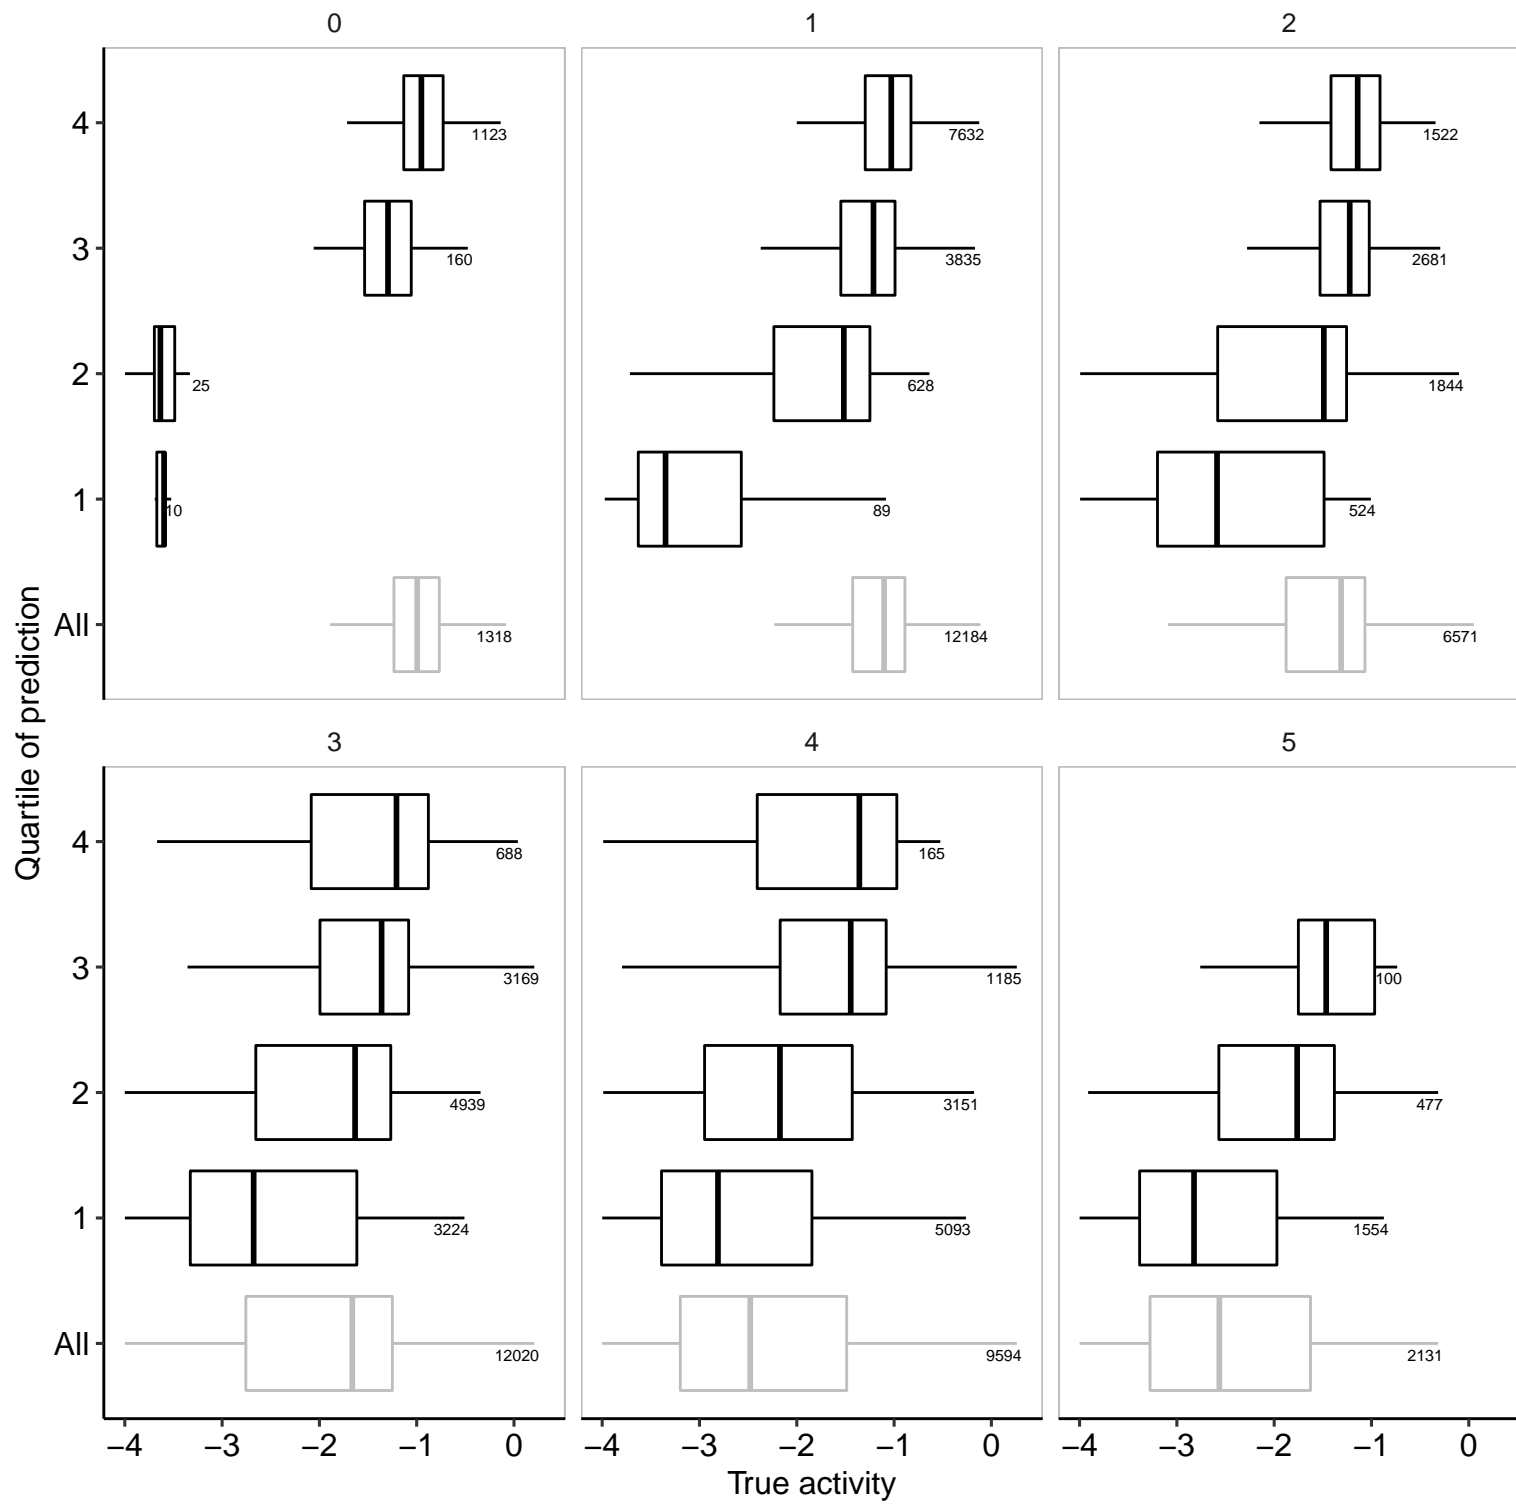 0 1 2
4 1123 7632 1522
3 160 3835 2681
2 25 628 1844
1 10 89 524
All 1318 12184 6571
Quartile of prediction
3 4 5
4 688 165
3 3169 1185 100
2 4939 3151 477
1 3224 5093 1554
All 12020 9594 2131
−4 −3 −2 −1 0 −4 −3 −2 −1 0 −4 −3 −2 −1 0
True activity